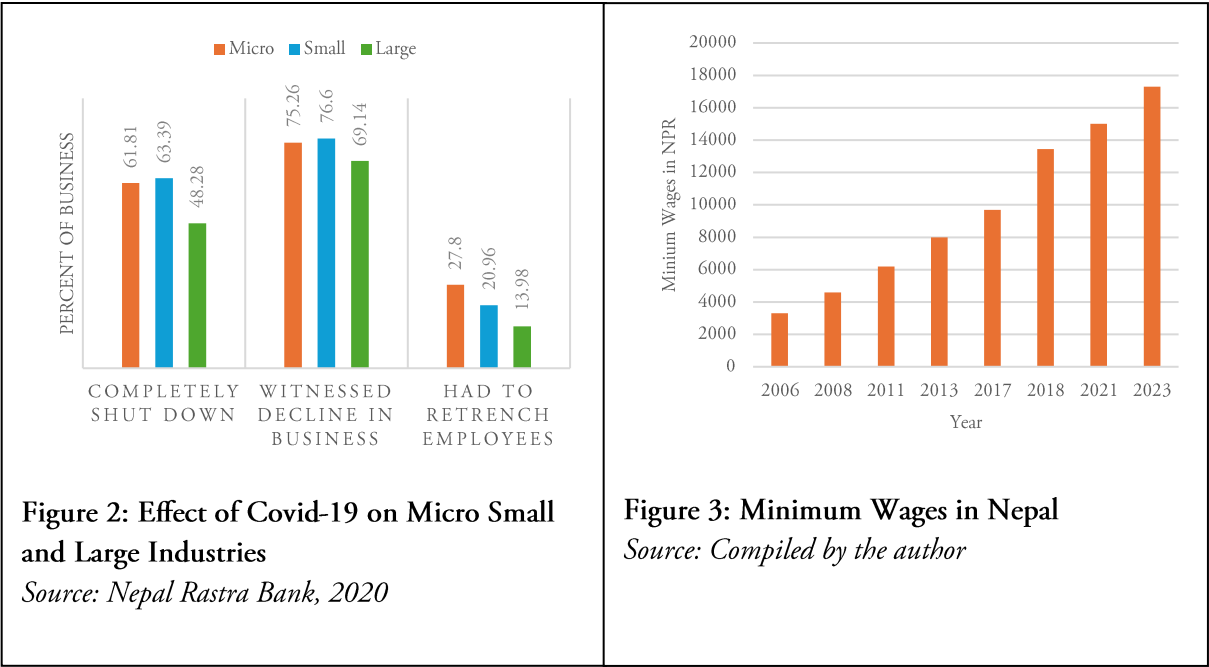 Micro Small Large
PERCENT OF BUSINESS
61.81
63.39
48.28
75.26
76.6
69.14
27.8
20.96
13.98
COMPLETELY
SHUT DOWN
WITNESSED
DECLINE IN
BUSINESS
HAD TO
RETRENCH
EMPLOYEES
Figure 2: Effect of Covid-19 on Micro Small
and Large Industries
Source: Nepal Rastra Bank, 2020
Minium Wages in NPR
20000
18000
16000
14000
12000
10000
8000
6000
4000
2000
0
2006 2008 2011 2013 2017 2018 2021 2023
Year
Figure 3: Minimum Wages in Nepal
Source: Compiled by the author